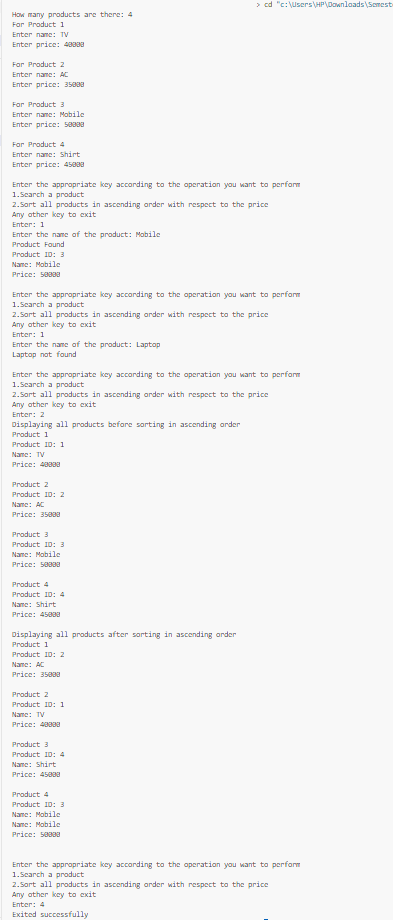 > cd "c:\Users\HP\Downloads\Semest
How many products are there: 4
For Product 1
Enter name: TV
Enter price: 40000
For Product 2
Enter name: AC
Enter price: 35000
For Product 3
Enter name: Mobile
Enter price: 50000
For Product 4
Enter name: Shirt
Enter price: 45000
Enter the appropriate key according to the operation you want to perform
1.Search a product
2.Sort all products in ascending order with respect to the price
Any other key to exit
Enter: 1
Enter the name of the product: Mobile
Product Found
Product ID: 3
Name: Mobile
Price: 50000
Enter the appropriate key according to the operation you want to perform
1.Search a product
2.Sort all products in ascending order with respect to the price
Any other key to exit
Enter: 1
Enter the name of the product: Laptop
Laptop not found
Enter the appropriate key according to the operation you want to perform
1.Search a product
2.Sort all products in ascending order with respect to the price
Any other key to exit
Enter: 2
Displaying all products before sorting in ascending order
Product 1
Product ID: 1
Name: TV
Price: 40000
Product 2
Product ID: 2
Name: AC
Price: 35000
Product 3
Product ID: 3
Name: Mobile
Price: 50000
Product 4
Product ID: 4
Name: Shirt
Price: 45000
Displaying all products after sorting in ascending order
Product 1
Product ID: 2
Name: AC
Price: 35000
Product 2
Product ID: 1
Name: TV
Price: 40000
Product 3
Product ID: 4
Name: Shirt
Price: 45000
Product 4
Product ID: 3
Name: Mobile
Name: Mobile
Price: 50000
Enter the appropriate key according to the operation you want to perform
1.Search a product
2.Sort all products in ascending order with respect to the price
Any other key to exit
Enter: 4
Exited successfully